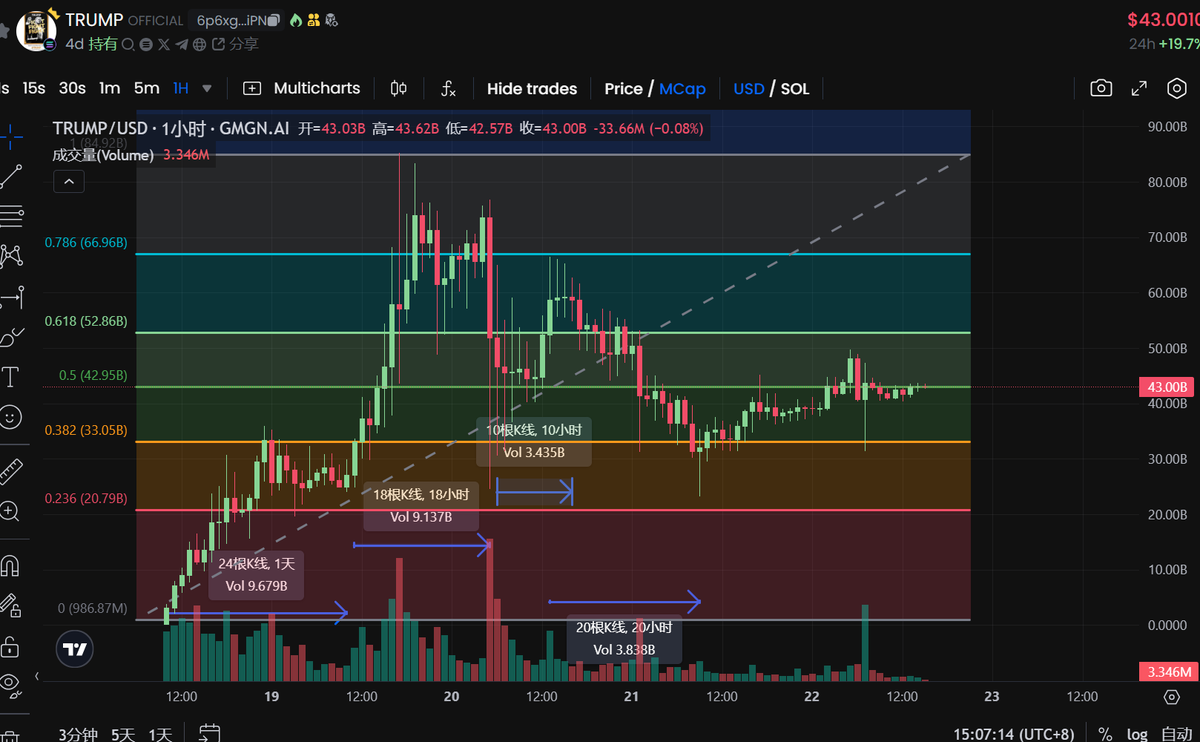 TRUMP OFFICIAL 6p6xg...iPN
$43.0010
4d 持有 分享
24h +19.7%
15s 30s 1m 5m 1H Multicharts Hide trades Price / MCap USD / SOL
TRUMP/USD · 1小时 · GMGN.AI 开=43.03B 高=43.62B 低=42.57B 收=43.00B -33.66M (−0.08%)
1 (84.92B)
成交量(Volume) 3.346M
90.00B
80.00B
70.00B
0.786 (66.96B)
60.00B
0.618 (52.86B)
50.00B
0.5 (42.95B)
43.00B
40.00B
0.382 (33.05B)
10根K线, 10小时
Vol 3.435B
30.00B
0.236 (20.79B)
18根K线, 18小时
Vol 9.137B
20.00B
24根K线, 1天
Vol 9.679B
10.00B
0 (986.87M)
20根K线, 20小时
Vol 3.838B
0.0000
3.346M
12:00 19 12:00 20 12:00 21 12:00 22 12:00 23 12:00
3分钟 5天 1天
15:07:14 (UTC+8) % log 自动